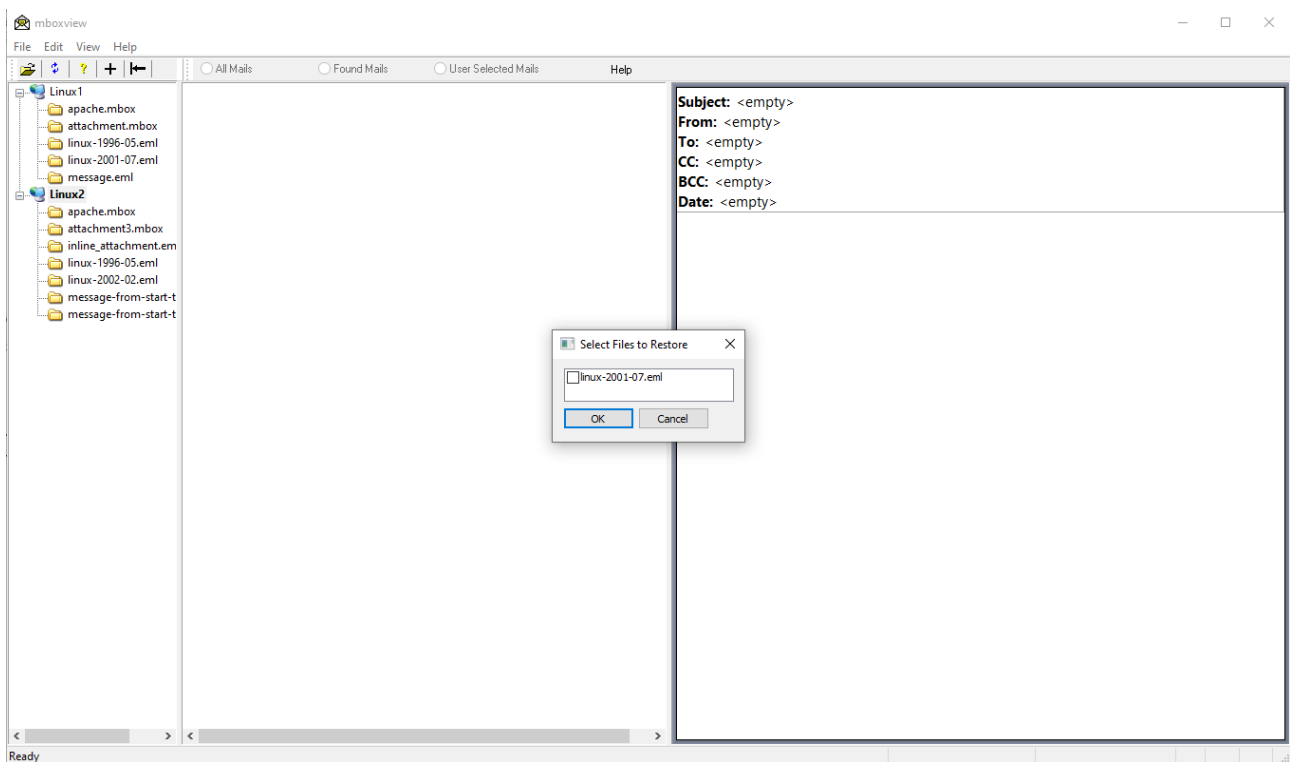 mboxview
File Edit View Help
All Mails Found Mails User Selected Mails Help
Linux1
apache.mbox
attachment.mbox
linux-1996-05.eml
linux-2001-07.eml
message.eml
Linux2
apache.mbox
attachment3.mbox
inline_attachment.em
linux-1996-05.eml
linux-2002-02.eml
message-from-start-t
message-from-start-t
Subject: <empty>
From: <empty>
To: <empty>
CC: <empty>
BCC: <empty>
Date: <empty>
Select Files to Restore
linux-2001-07.eml
OK Cancel
Ready